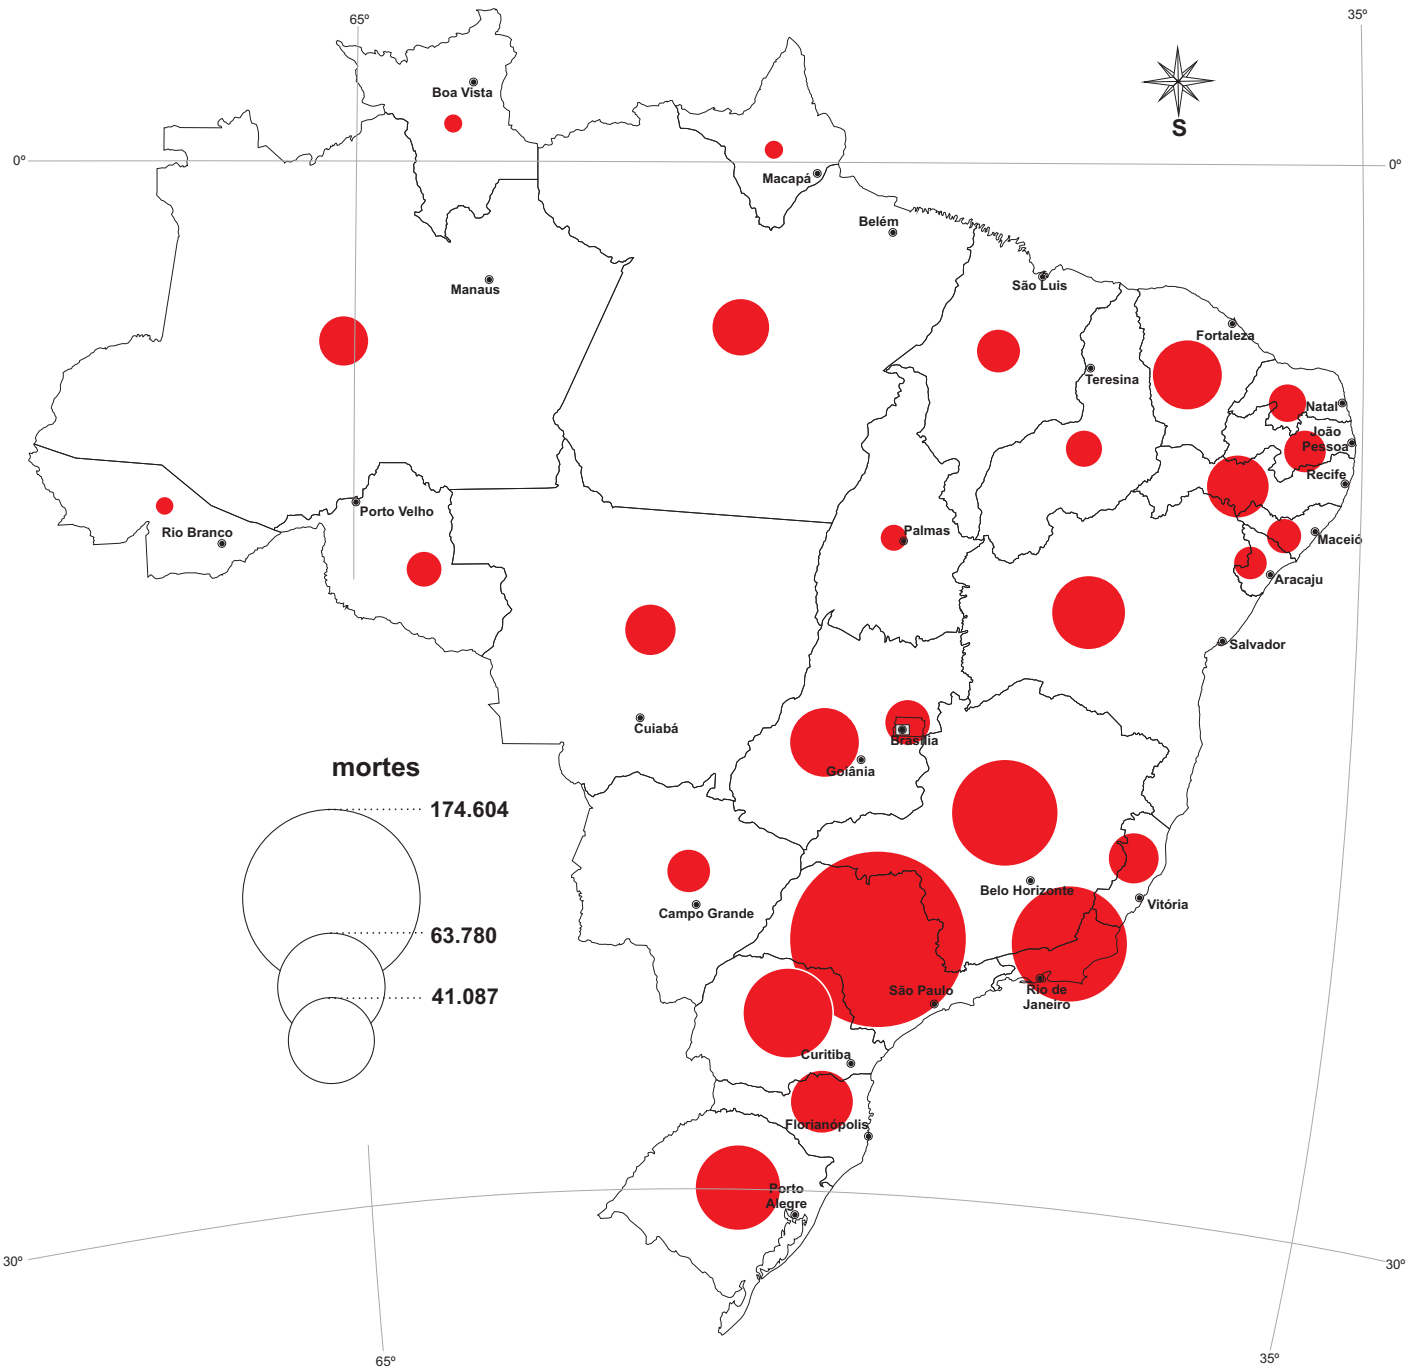 65º
35º
Boa Vista
S
0º
0º
Macapá
Belém
Manaus
São Luis
Fortaleza
Teresina
Natal
João
Pessoa
Recife
Porto Velho
Rio Branco
Palmas
Maceió
Aracaju
Salvador
Cuiabá
Brasília
Goiânia
mortes
174.604
63.780
41.087
Belo Horizonte
Vitória
Campo Grande
São Paulo
Rio de
Janeiro
Curitiba
Florianópolis
Porto
Alegre
30º
30º
65º
35º